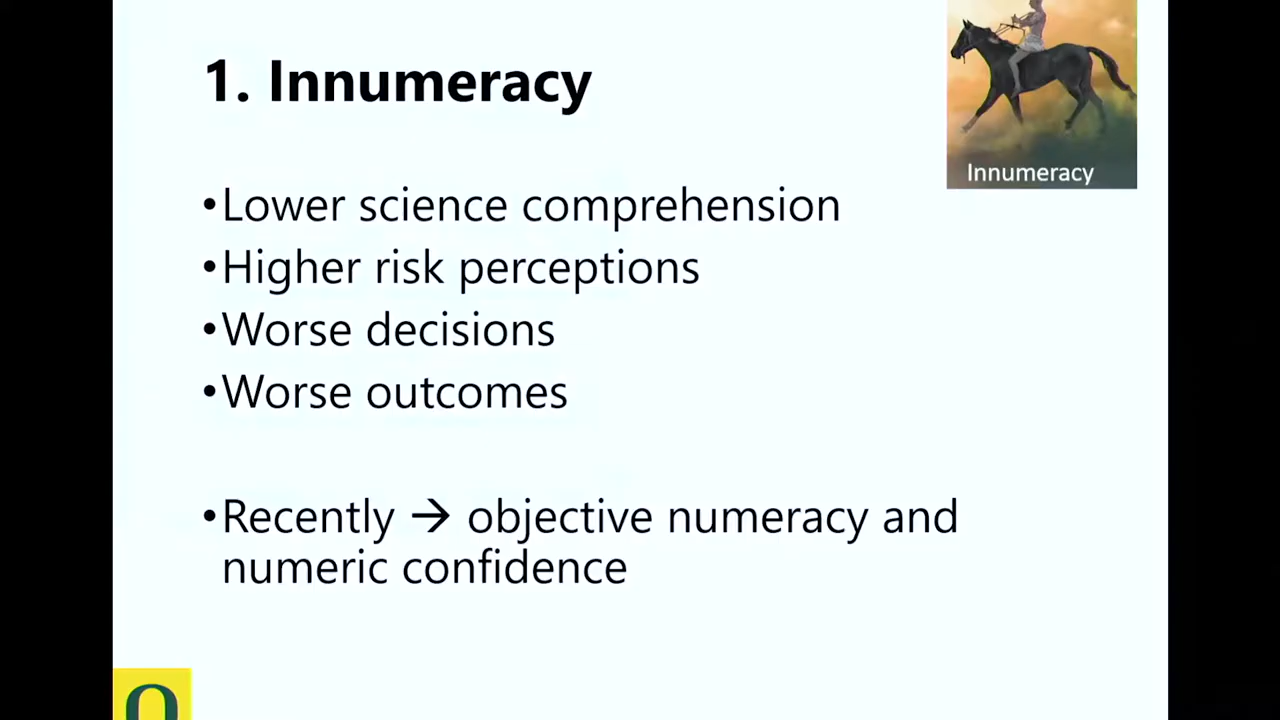 1. Innumeracy
Innumeracy
•Lower science comprehension
•Higher risk perceptions
•Worse decisions
•Worse outcomes
•Recently → objective numeracy and
numeric confidence
O